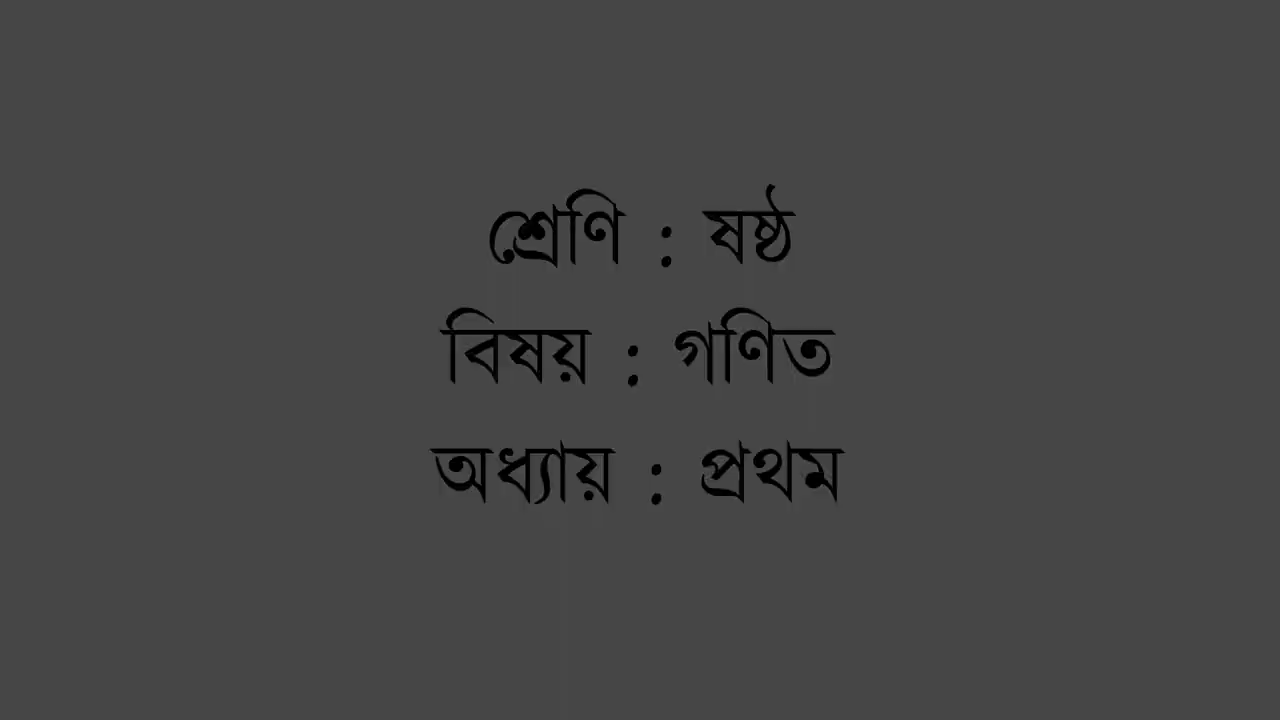 শ্রেণি : ষষ্ঠ
বিষয় : গণিত
অধ্যায় : প্রথম